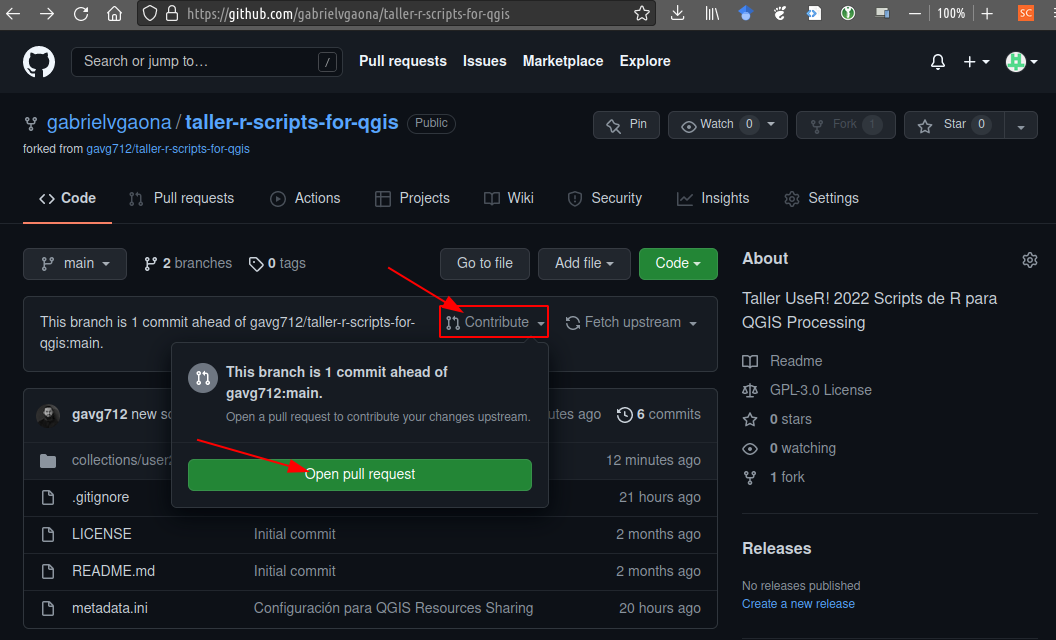 https://github.com/gabrielvgaona/taller-r-scripts-for-qgis
100%
SC
Search or jump to…
/
Pull requests
Issues
Marketplace
Explore
gabrielvgaona / taller-r-scripts-for-qgis
Public
forked from gavg712/taller-r-scripts-for-qgis
Pin
Watch 0
Fork 1
Star 0
Code
Pull requests
Actions
Projects
Wiki
Security
Insights
Settings
main
2 branches
0 tags
Go to file
Add file
Code
This branch is 1 commit ahead of gavg712/taller-r-scripts-for-
qgis:main.
Contribute
Fetch upstream
This branch is 1 commit ahead of
gavg712:main.
Open a pull request to contribute your changes upstream.
Open pull request
gavg712 new
utes ago
6 commits
collections/user
12 minutes ago
.gitignore
21 hours ago
LICENSE
Initial commit
2 months ago
README.md
Initial commit
2 months ago
metadata.ini
Configuración para QGIS Resources Sharing
20 hours ago
About
Taller UseR! 2022 Scripts de R para
QGIS Processing
Readme
GPL-3.0 License
0 stars
0 watching
1 fork
Releases
No releases published
Create a new release